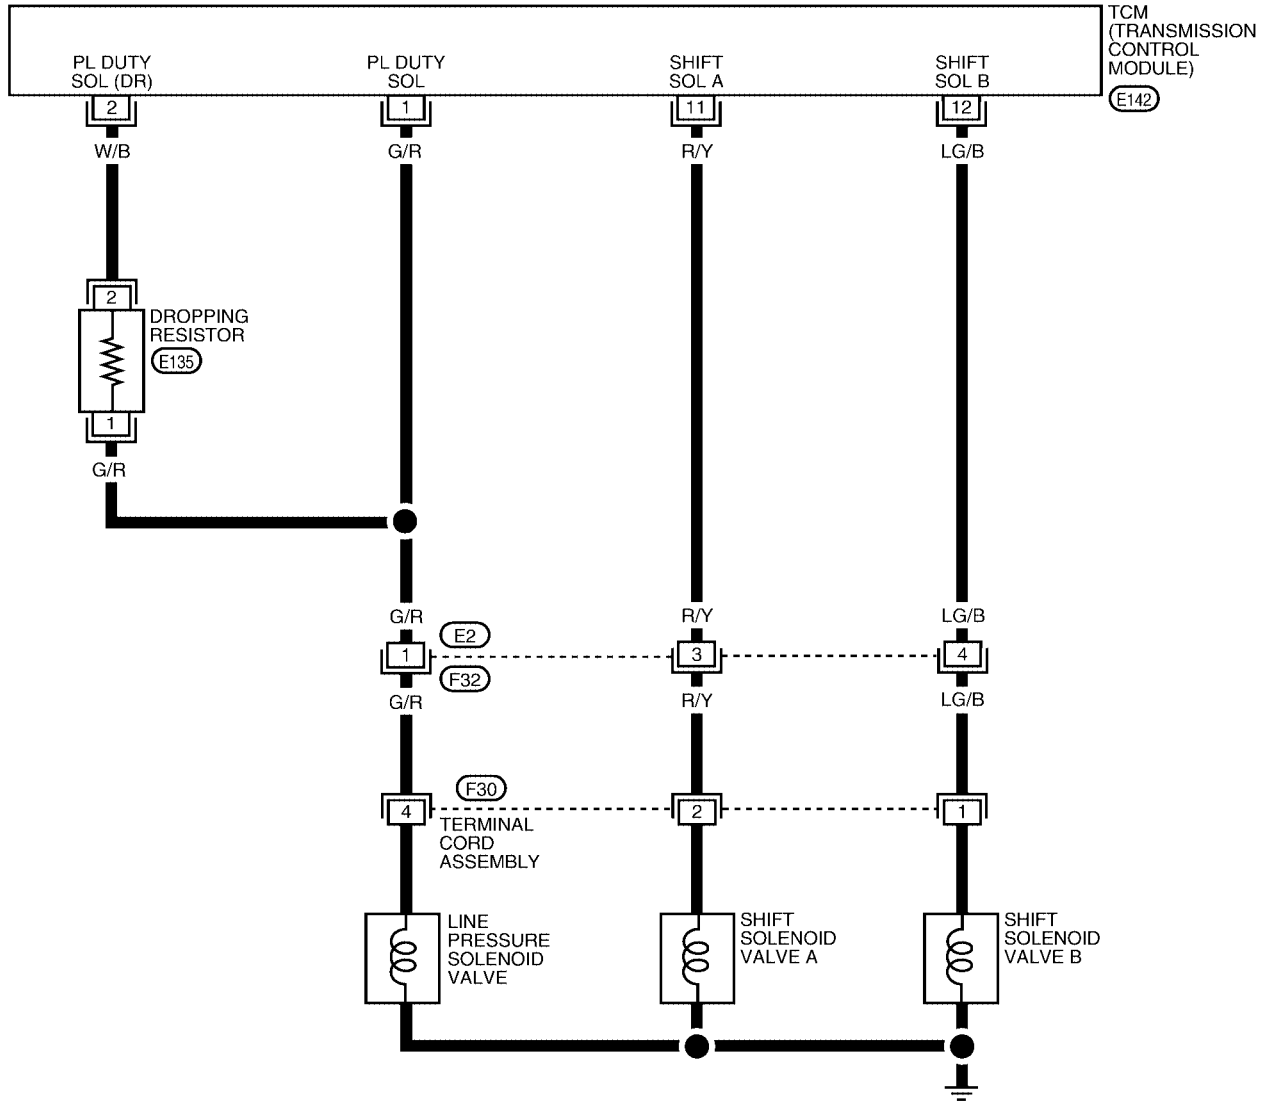 TCM
(TRANSMISSION
CONTROL
MODULE)
E142
PL DUTY
SOL (DR)
PL DUTY
SOL
SHIFT
SOL A
SHIFT
SOL B
2
1
11
12
W/B
G/R
R/Y
LG/B
2
DROPPING
RESISTOR
E135
1
G/R
G/R
R/Y
LG/B
E2
1
3
4
F32
G/R
R/Y
LG/B
F30
4
2
1
TERMINAL
CORD
ASSEMBLY
LINE
PRESSURE
SOLENOID
VALVE
SHIFT
SOLENOID
VALVE A
SHIFT
SOLENOID
VALVE B